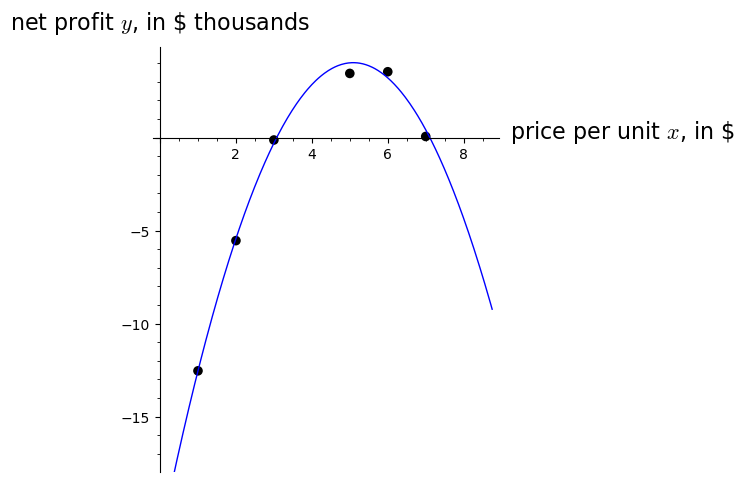 net profit y, in $ thousands
price per unit x, in $
2 4 6 8
−5
−10
−15